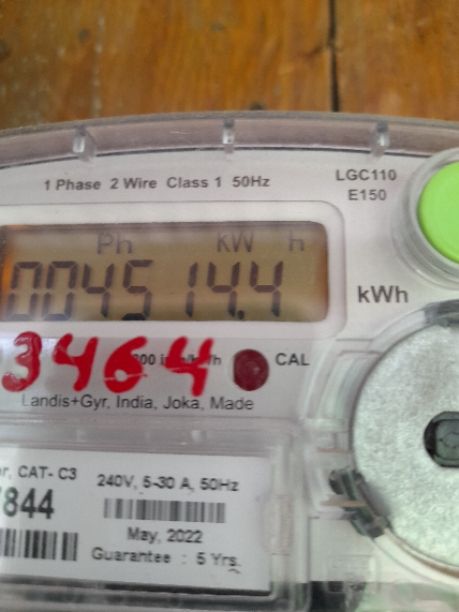 1 Phase 2 Wire Class 1 50Hz
LGC110
E150
Ph kW h
004514.4
kWh
3464
CAL
Landis+Gyr, India, Joka, Made
CAT- C3
240V, 5-30 A, 50Hz
844
May, 2022
Guarantee : 5 Yrs.